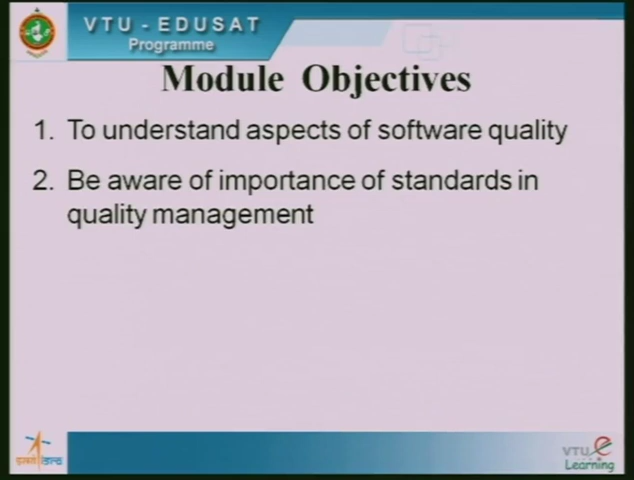 VTU - EDUSAT
Programme
Module Objectives
1. To understand aspects of software quality
2. Be aware of importance of standards in
quality management
VTU e
Learning